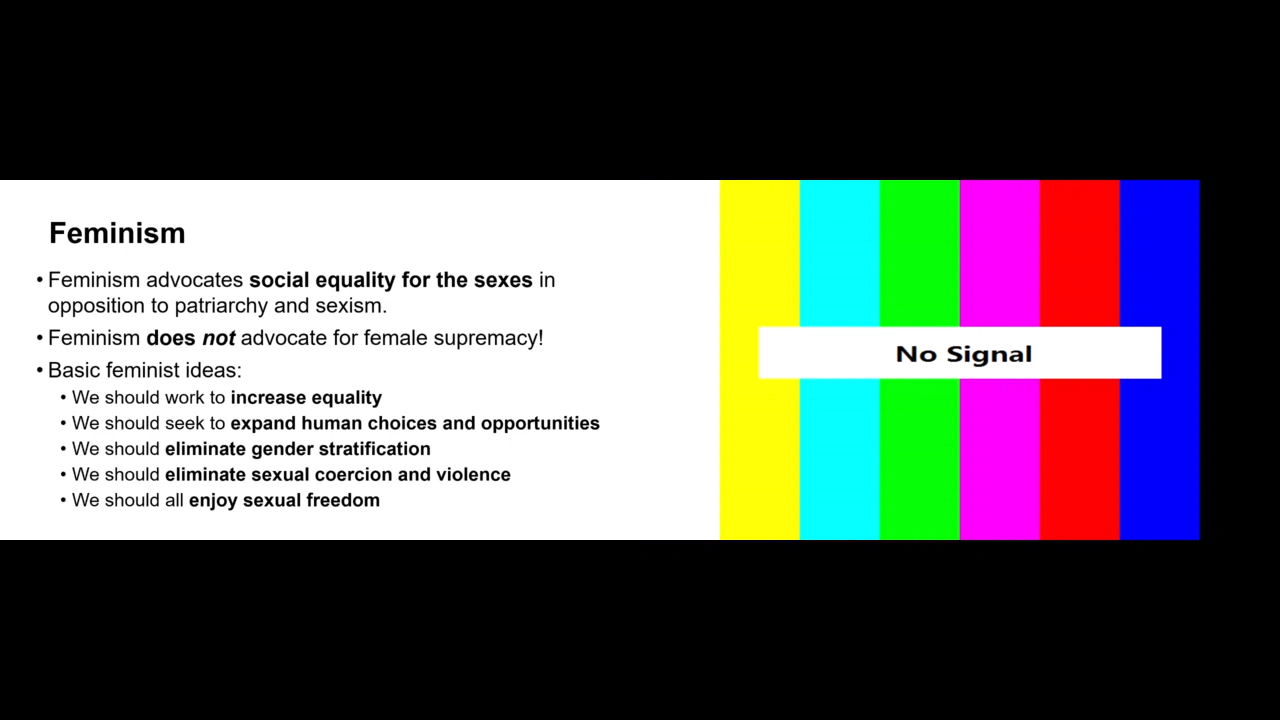 Feminism
• Feminism advocates social equality for the sexes in
opposition to patriarchy and sexism.
• Feminism does not advocate for female supremacy!
• Basic feminist ideas:
• We should work to increase equality
• We should seek to expand human choices and opportunities
• We should eliminate gender stratification
• We should eliminate sexual coercion and violence
• We should all enjoy sexual freedom
No Signal